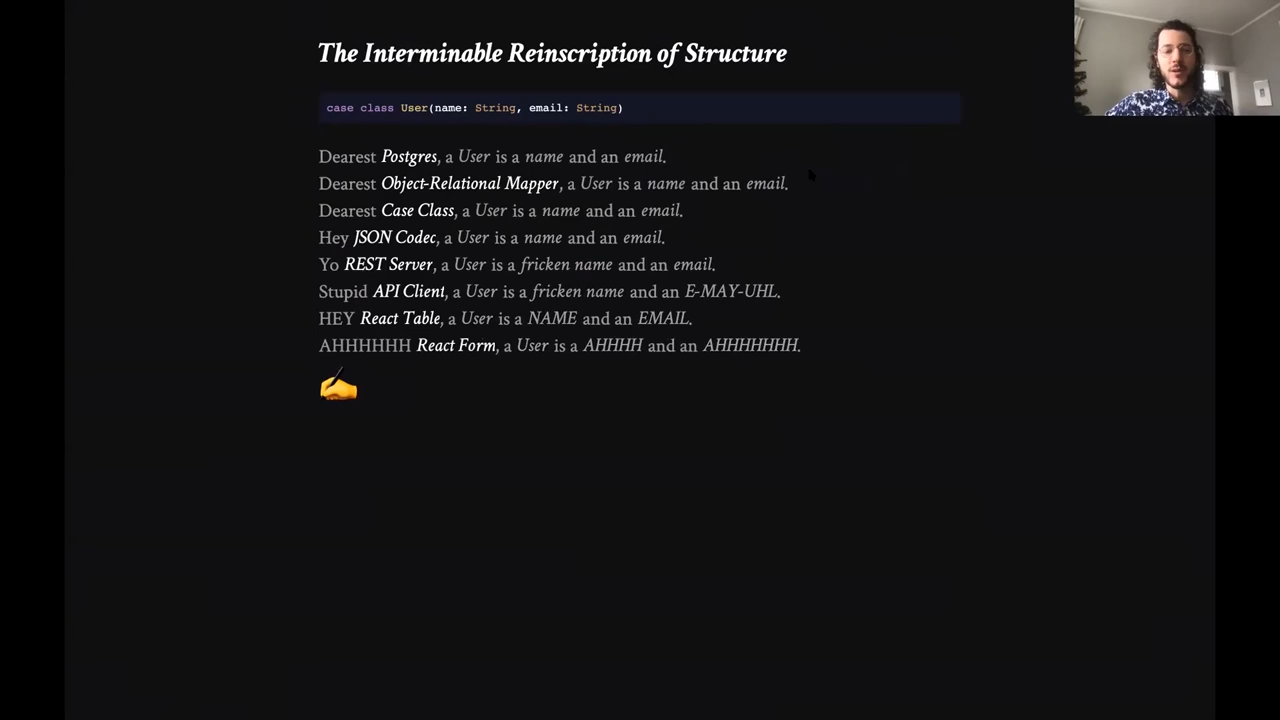 The Interminable Reinscription of Structure
case class User(name: String, email: String)
Dearest Postgres, a User is a name and an email.
Dearest Object-Relational Mapper, a User is a name and an email.
Dearest Case Class, a User is a name and an email.
Hey JSON Codec, a User is a name and an email.
Yo REST Server, a User is a fricken name and an email.
Stupid API Client, a User is a fricken name and an E-MAY-UHL.
HEY React Table, a User is a NAME and an EMAIL.
AHHHHHH React Form, a User is a AHHHH and an AHHHHHHH.